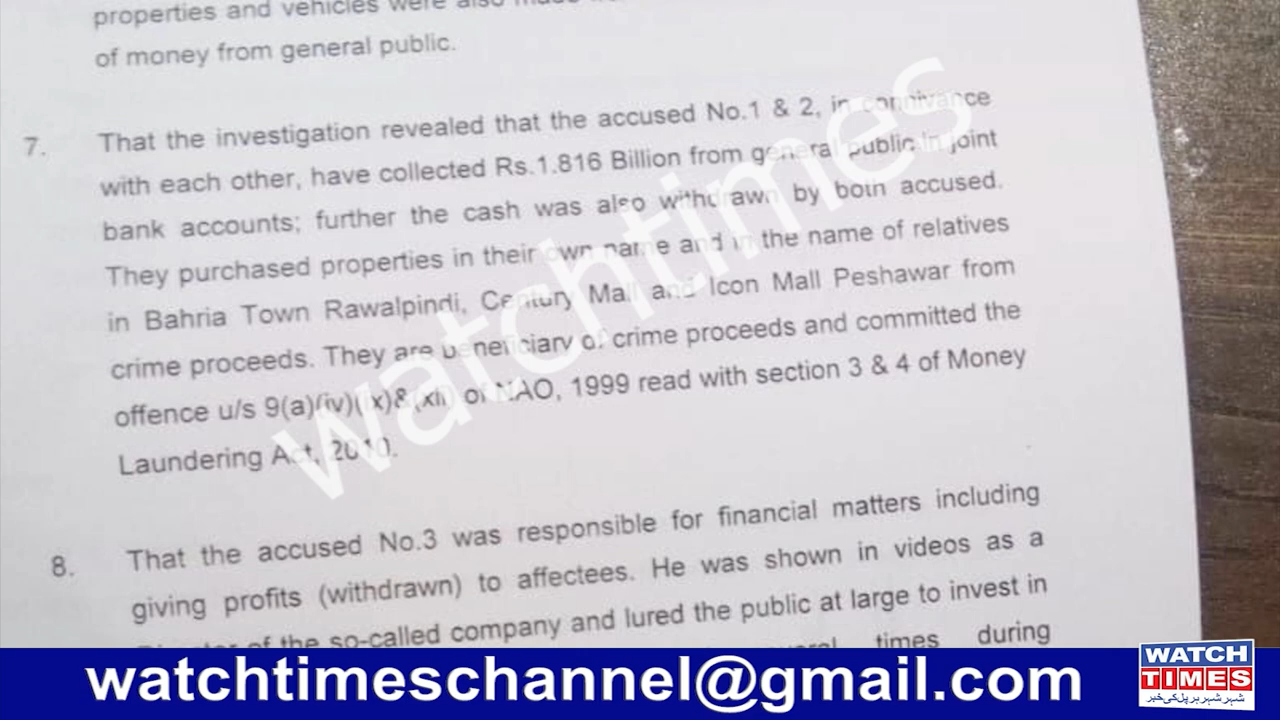 properties and vehicles were also
of money from general public.
7. That the investigation revealed that the accused No.1 & 2, in connivance
with each other, have collected Rs.1.816 Billion from general public in joint
bank accounts; further the cash was also withdrawn by both accused.
They purchased properties in their own name and in the name of relatives
in Bahria Town Rawalpindi, Century Mall and Icon Mall Peshawar from
crime proceeds. They are beneficiary of crime proceeds and committed the
offence u/s 9(a)(iv)(ix)&(xii) of NAO, 1999 read with section 3 & 4 of Money
Laundering Act, 2010.
8. That the accused No.3 was responsible for financial matters including
giving profits (withdrawn) to affectees. He was shown in videos as a
of the so-called company and lured the public at large to invest in
times during
watchtimes
watchtimeschannel@gmail.com
WATCH
TIMES
شہر شہر ہر پل کی خبر